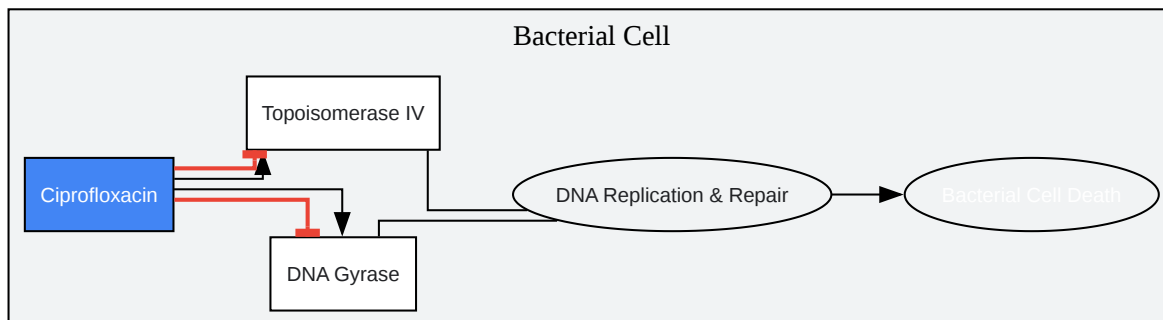 Bacterial Cell
Topoisomerase IV
Ciprofloxacin
DNA Replication & Repair
Bacterial Cell Death
DNA Gyrase